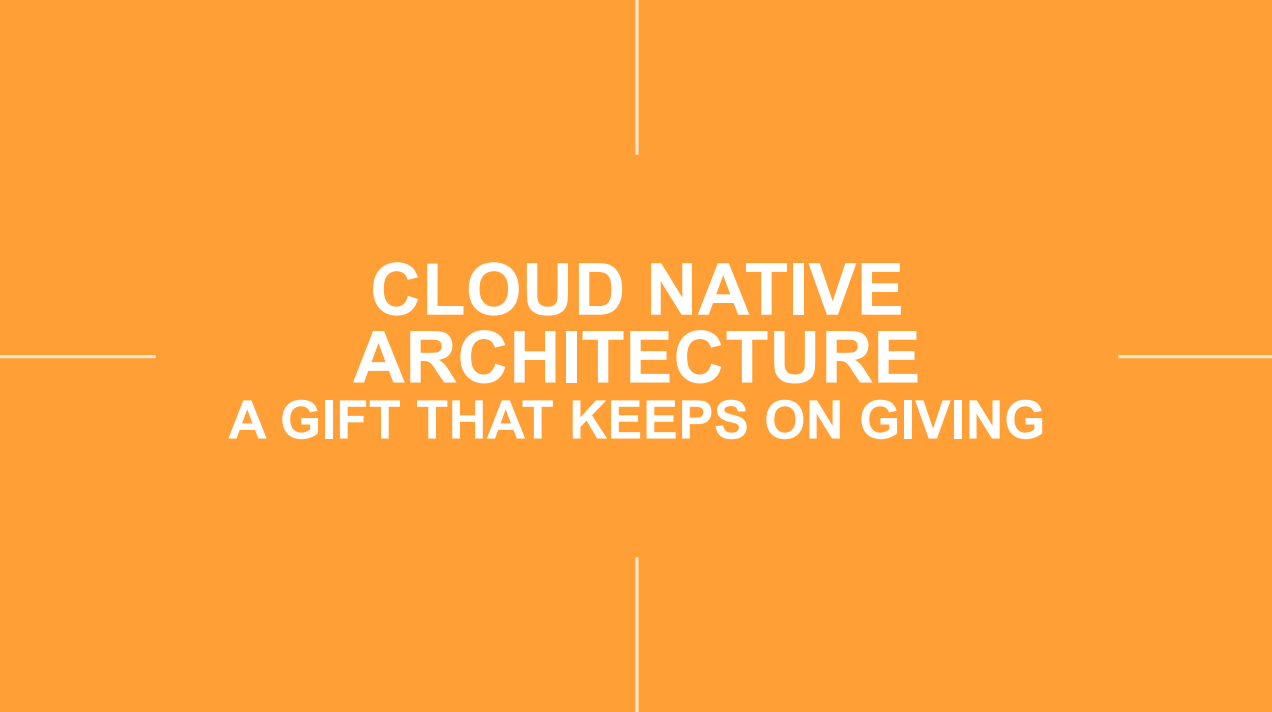 CLOUD NATIVE
ARCHITECTURE
A GIFT THAT KEEPS ON GIVING